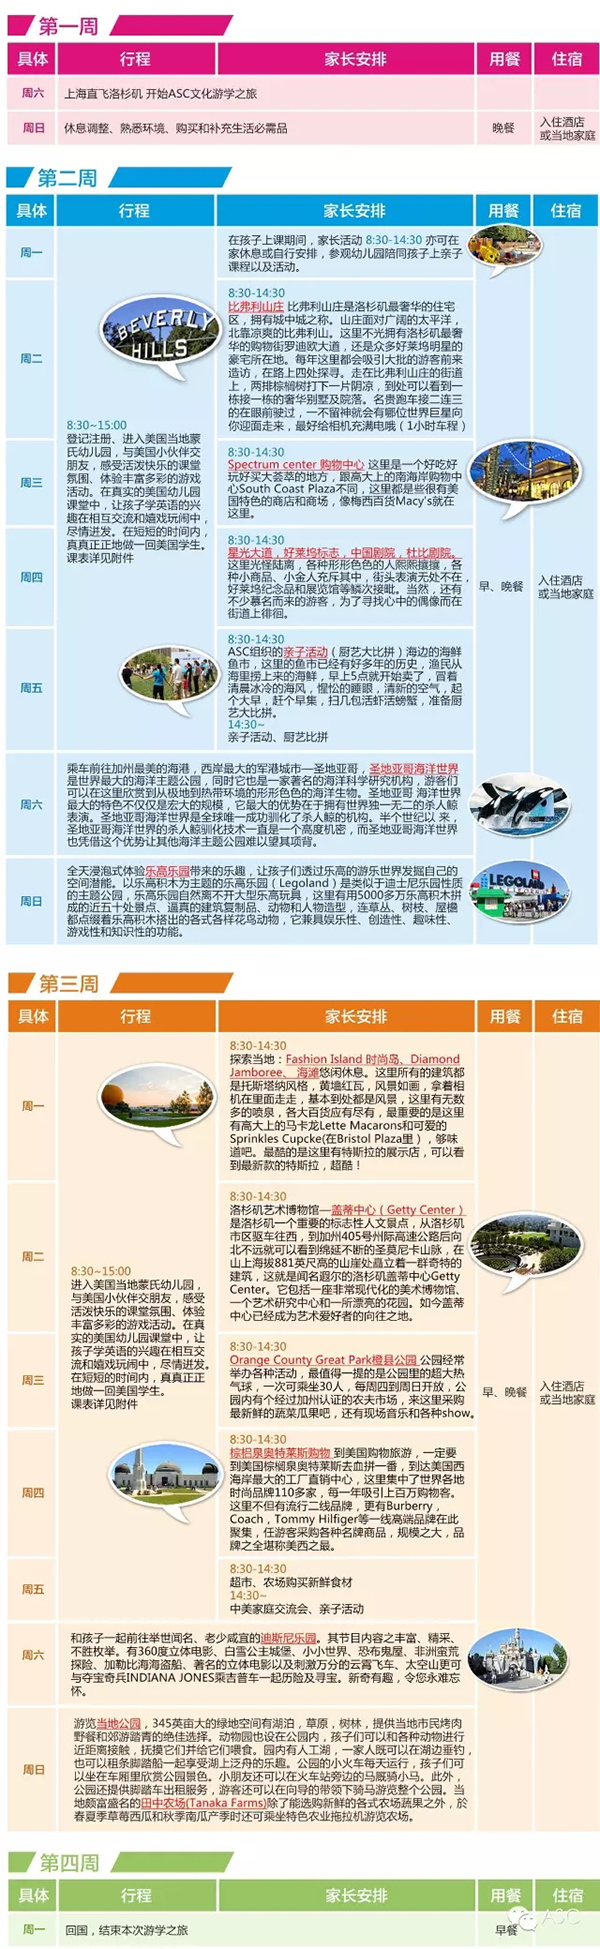 第一周
具体 行程 家长安排 用餐 住宿
周六 上海直飞洛杉矶 开始ASC文化游学之旅
周日 休息调整、熟悉环境、购买和补充生活必需品 晚餐 入住酒店
或当地家庭
第二周
具体 行程 家长安排 用餐 住宿
周一
在孩子上课期间，家长活动 8:30-14:30 亦可在
家休息或自行安排，参观幼儿园陪同孩子上亲子
课程以及活动。
周二
BEVERLY
HILLS
8:30-14:30
比弗利山庄 比弗利山庄是洛杉矶最奢华的住宅
区，拥有城中城之称。山庄面对广阔的太平洋，
北靠凉爽的比弗利山。这里不光拥有洛杉矶最奢
华的购物街罗迪欧大道，还是众多好莱坞明星的
豪宅所在地。每年这里都会吸引大批的游客前来
造访，在路上四处探寻。走在比弗利山庄的街道
上，两排棕榈树打下一片阴凉，到处可以看到一
栋接一栋的奢华别墅及院落。名贵跑车接二连三
的在眼前驶过，一不留神就会有哪位世界巨星向
你迎面走来，最好给相机充满电哦（1小时车程）
8:30~15:00
登记注册、进入美国当地蒙
氏幼儿园，与美国小伙伴交
朋友，感受活泼快乐的课堂
氛围、体验丰富多彩的游戏
活动。在真实的美国幼儿园
课堂中，让孩子学英语的兴
趣在相互交流和嬉戏玩闹中，
尽情迸发。在短短的时间内，
真真正正地做一回美国学生。
课表详见附件
周三
8:30-14:30
Spectrum center 购物中心 这里是一个好吃好
玩好买大荟萃的地方，跟高大上的南海岸购物中
心South Coast Plaza不同，这里都是些很有美
国特色的商店和商场，像梅西百货Macy's就在
这里。
周四
8:30-14:30
星光大道，好莱坞标志，中国剧院，杜比剧院。
这里光怪陆离，各种形形色色的人熙熙攘攘，各
种小商品、小金人充斥其中，街头表演无处不在，
好莱坞纪念品和展览馆等鳞次接毗。当然，还有
不少慕名而来的游客，为了寻找心中的偶像而在
街道上徘徊。
早、晚餐 入住酒店
或当地家庭
周五
8:30-14:30
ASC组织的亲子活动（厨艺大比拼）海边的海鲜
鱼市，这里的鱼市已经有好多年的历史，渔民从
海里捞上来的海鲜，早上5点就开始卖了，冒着
清晨冰冷的海风，惺忪的睡眼，清新的空气，起
个大早，赶个早集，扫几包活虾活螃蟹，准备厨
艺大比拼。
14:30~
亲子活动、厨艺比拼
周六
乘车前往加州最美的海港，西岸最大的军港城市—圣地亚哥，圣地亚哥海洋世界
是世界最大的海洋主题公园，同时它也是一家著名的海洋科学研究机构，游客们
可以在这里欣赏到从极地到热带环境的形形色色的海洋生物。圣地亚哥 海洋世界
最大的特色不仅仅是宏大的规模，它最大的优势在于拥有世界独一无二的杀人鲸
表演。圣地亚哥海洋世界是全球唯一成功驯化了杀人鲸的机构。半个世纪以 来，
圣地亚哥海洋世界的杀人鲸驯化技术一直是一个高度机密，而圣地亚哥海洋世界
也凭借这个优势让其他海洋主题公园难以望其项背。
周日
全天浸泡式体验乐高乐园带来的乐趣，让孩子们透过乐高的游乐世界发掘自己的
空间潜能。以乐高积木为主题的乐高乐园（Legoland）是类似于迪士尼乐园性质
的主题公园，乐高乐园自然离不开大型乐高玩具，这里有用5000多万乐高积木拼
成的近五十处景点、逼真的建筑复制品、动物和人物造型，连草丛、树枝、屋檐
都点缀着乐高积木搭出的各式各样花鸟动物，它兼具娱乐性、创造性、趣味性、
游戏性和知识性的功能。
LEGOLAND
第三周
具体 行程 家长安排 用餐 住宿
周一
8:30-14:30
探索当地：Fashion Island 时尚岛、Diamond
Jamboree、 海滩悠闲休息。这里所有的建筑都
是托斯塔纳风格，黄墙红瓦，风景如画，拿着相
机在里面走走，基本到处都是风景，这里有无数
多的喷泉，各大百货应有尽有，最重要的是这里
有高大上的马卡龙Lette Macarons和可爱的
Sprinkles Cupcke(在Bristol Plaza里），够味
道吧。最酷的是这里有特斯拉的展示店，可以看
到最新款的特斯拉，超酷！
周二
8:30-14:30
洛杉矶艺术博物馆—盖蒂中心（Getty Center）
是洛杉矶一个重要的标志性人文景点，从洛杉矶
市区驱车往西，到加州405号州际高速公路后向
北不远就可以看到绵延不断的圣莫尼卡山脉，在
山上海拔881英尺高的山崖处矗立着一群奇特的
建筑，这就是闻名遐尔的洛杉矶盖蒂中心Getty
Center。它包括一座非常现代化的美术博物馆、
一个艺术研究中心和一所漂亮的花园。如今盖蒂
中心已经成为艺术爱好者的向往之地。
8:30~15:00
进入美国当地蒙氏幼儿园，
与美国小伙伴交朋友，感受
活泼快乐的课堂氛围、体验
丰富多彩的游戏活动。在真
实的美国幼儿园课堂中，让
孩子学英语的兴趣在相互交
流和嬉戏玩闹中，尽情迸发。
在短短的时间内，真真正正
地做一回美国学生。
课表详见附件
周三
8:30-14:30
Orange County Great Park橙县公园 公园经常
举办各种活动，最值得一提的是公园里的超大热
气球，一次可乘坐30人，每周四到周日开放，公
园内有个经过加州认证的农夫市场，来这里采购
最新鲜的蔬菜瓜果吧，还有现场音乐和各种show。
早、晚餐 入住酒店
或当地家庭
周四
8:30-14:30
棕榈泉奥特莱斯购物 到美国购物旅游，一定要
到美国棕榈泉奥特莱斯去血拼一番，到达美国西
海岸最大的工厂直销中心，这里集中了世界各地
时尚品牌110多家，每一年吸引上百万购物客。
这里不但有流行二线品牌，更有Burberry，
Coach，Tommy Hilfiger等一线高端品牌在此
聚集，任游客采购各种名牌商品，规模之大，品
牌之全堪称美西之最。
周五
8:30-14:30
超市、农场购买新鲜食材
14:30~
中美家庭交流会、亲子活动
周六
和孩子一起前往举世闻名、老少咸宜的迪斯尼乐园。其节目内容之丰富、精采、
不胜枚举。有360度立体电影、白雪公主城堡、小小世界、恐布鬼屋、非洲蛮荒
探险、加勒比海海盗船、著名的立体电影以及刺激万分的云霄飞车、太空山更可
与夺宝奇兵INDIANA JONES乘吉普车一起历险及寻宝。新奇有趣，令您永难忘
怀。
周日
游览当地公园，345英亩大的绿地空间有湖泊，草原，树林，提供当地市民烤肉
野餐和郊游踏青的绝佳选择。动物园也设在公园内，孩子们可以和各种动物进行
近距离接触，抚摸它们并给它们喂食。园内有人工湖，一家人既可以在湖边垂钓，
也可以租条脚踏船一起享受湖上泛舟的乐趣。公园的小火车每天运行，孩子们可
以坐在车厢里欣赏公园景色。小朋友还可以在火车站旁边的马厩骑小马。此外，
公园还提供脚踏车出租服务，游客还可以在向导的带领下骑马游览整个公园。当
地颇富盛名的田中农场(Tanaka Farms)除了能选购新鲜的各式农场蔬果之外，於
春夏季草莓西瓜和秋季南瓜产季时还可乘坐特色农业拖拉机游览农场。
第四周
具体 行程 家长安排 用餐 住宿
周一 回国，结束本次游学之旅 早餐
ASC